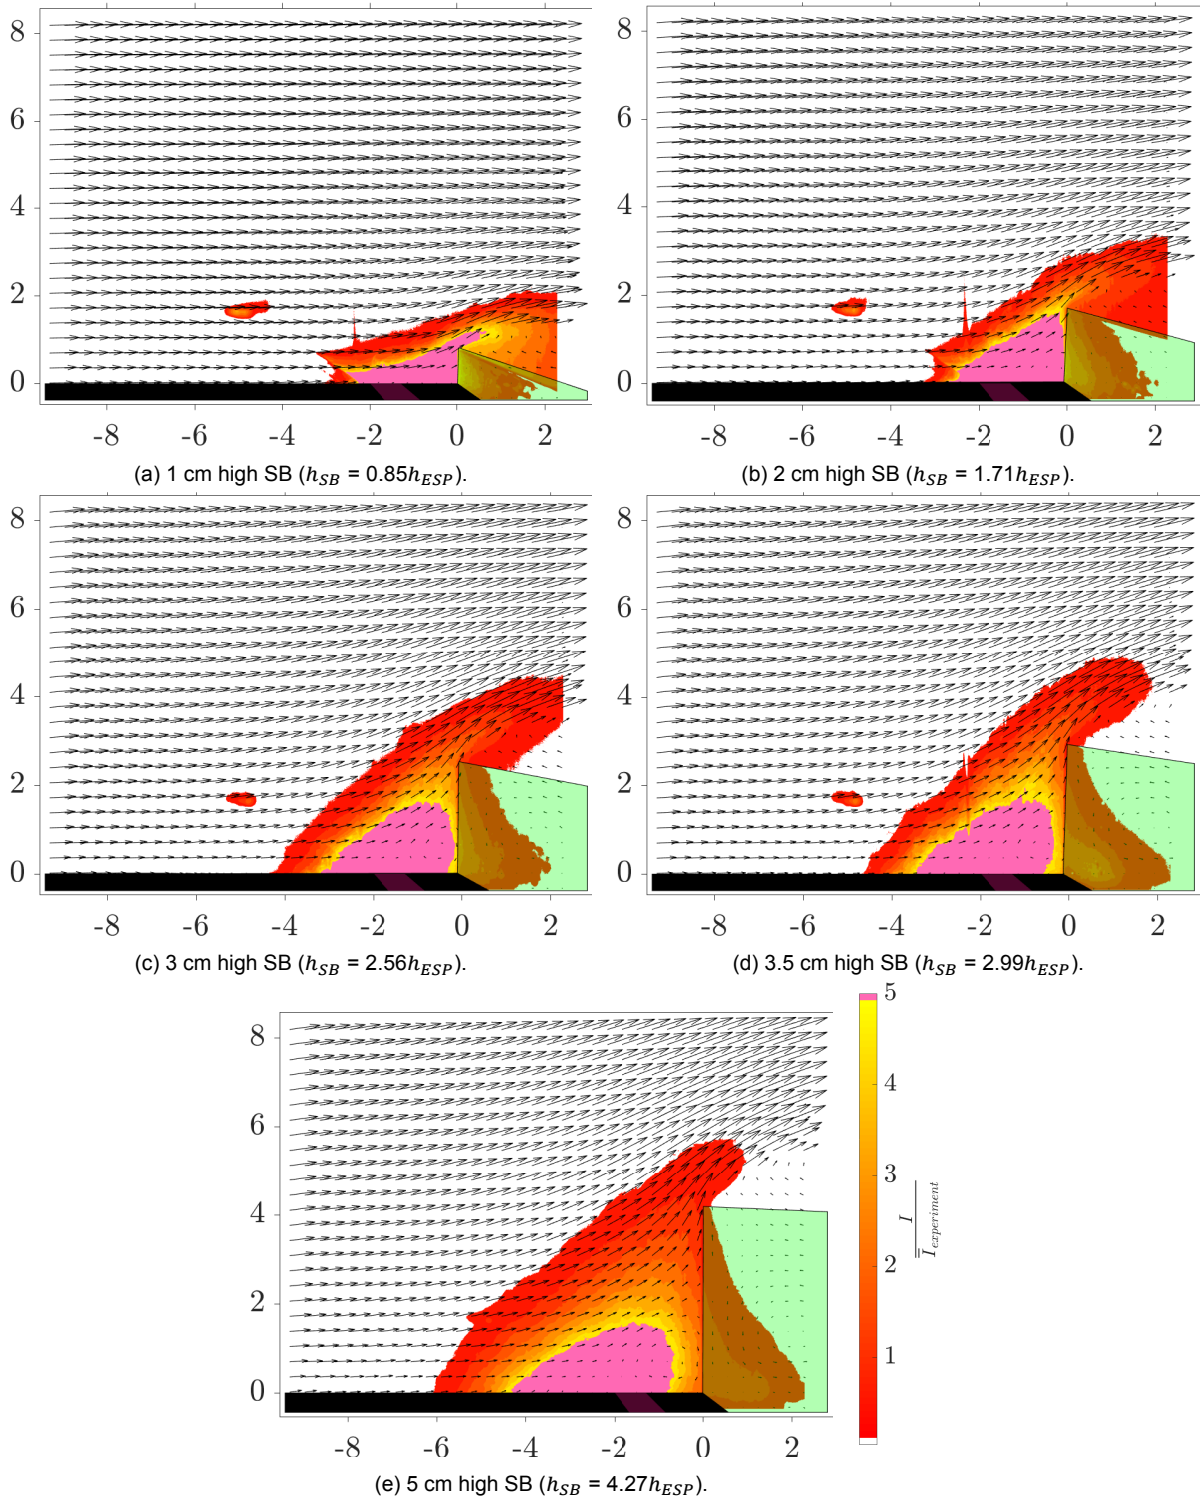 8 6 4 2 0
-8 -6 -4 -2 0 2
(a) 1 cm high SB (h_SB = 0.85h_ESP).
8 6 4 2 0
-8 -6 -4 -2 0 2
(b) 2 cm high SB (h_SB = 1.71h_ESP).
8 6 4 2 0
-8 -6 -4 -2 0 2
(c) 3 cm high SB (h_SB = 2.56h_ESP).
8 6 4 2 0
-8 -6 -4 -2 0 2
(d) 3.5 cm high SB (h_SB = 2.99h_ESP).
8 6 4 2 0
-8 -6 -4 -2 0 2
5 4 3 2 1
I
I_experiment
(e) 5 cm high SB (h_SB = 4.27h_ESP).